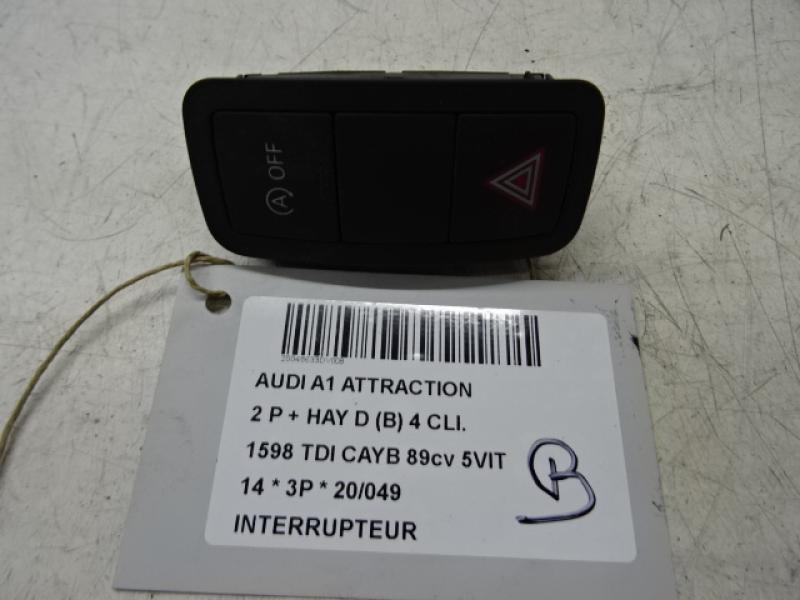 (A) OFF
AUDI A1 ATTRACTION
2 P + HAY D (B) 4 CLI.
1598 TDI CAYB 89cv 5VIT
14 * 3P * 20/049
INTERRUPTEUR
B